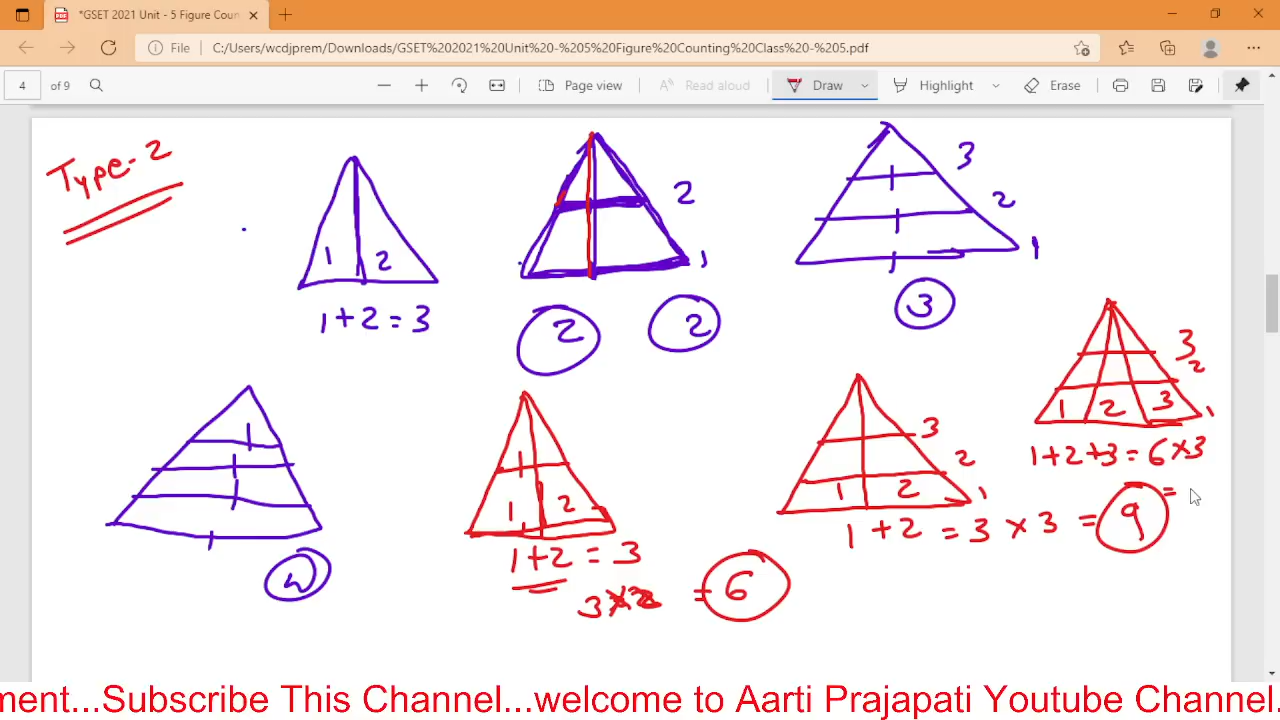 *GSET 2021 Unit - 5 Figure Coun
File C:/Users/wcdjprem/Downloads/GSET%202021%20Unit%20-%205%20Figure%20Counting%20Class%20-%205.pdf
4 of 9 Page view Read aloud Draw Highlight Erase
Type-2
1 2
1+2=3
2
1
2 2
3
2
1
3
3
2
1 2 3 1
1+2+3=6×3
=
4
1 2
1+2=3
3×2 =6
3
2
1 2 1
1+2=3×3=9
ment...Subscribe This Channel...welcome to Aarti Prajapati Youtube Channel.